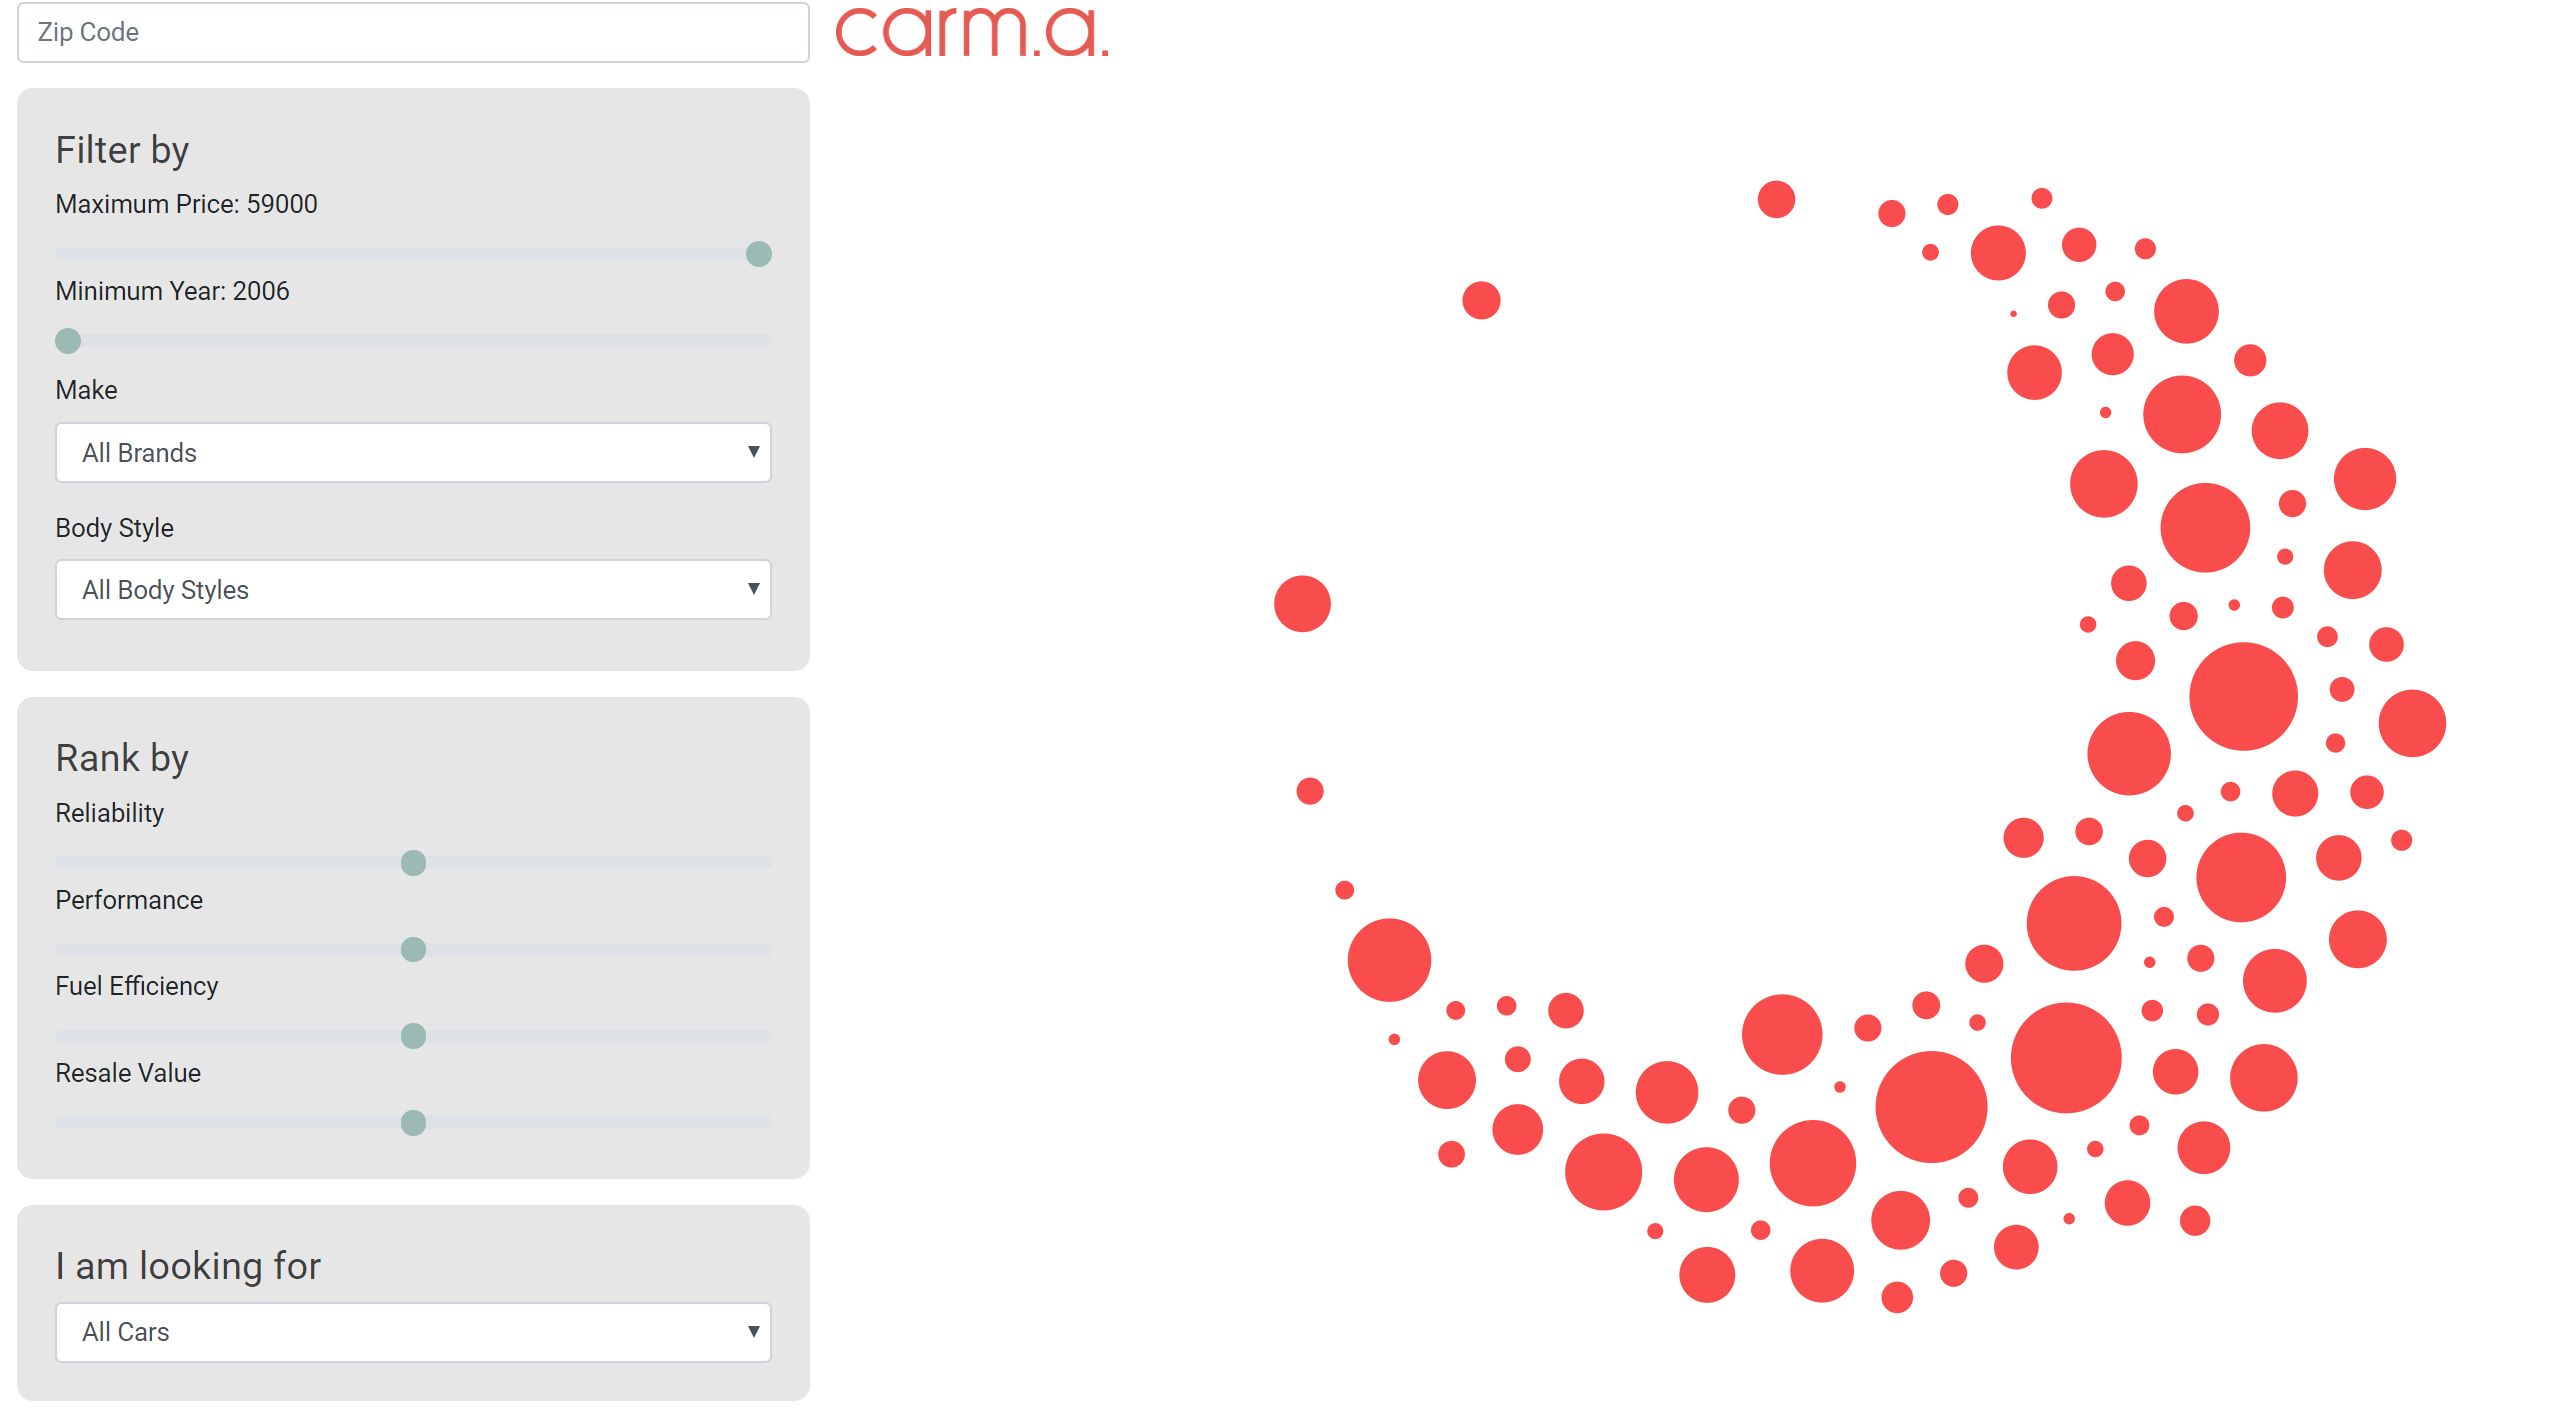 Zip Code
carm.a.
Filter by
Maximum Price: 59000
Minimum Year: 2006
Make
All Brands
Body Style
All Body Styles
Rank by
Reliability
Performance
Fuel Efficiency
Resale Value
I am looking for
All Cars